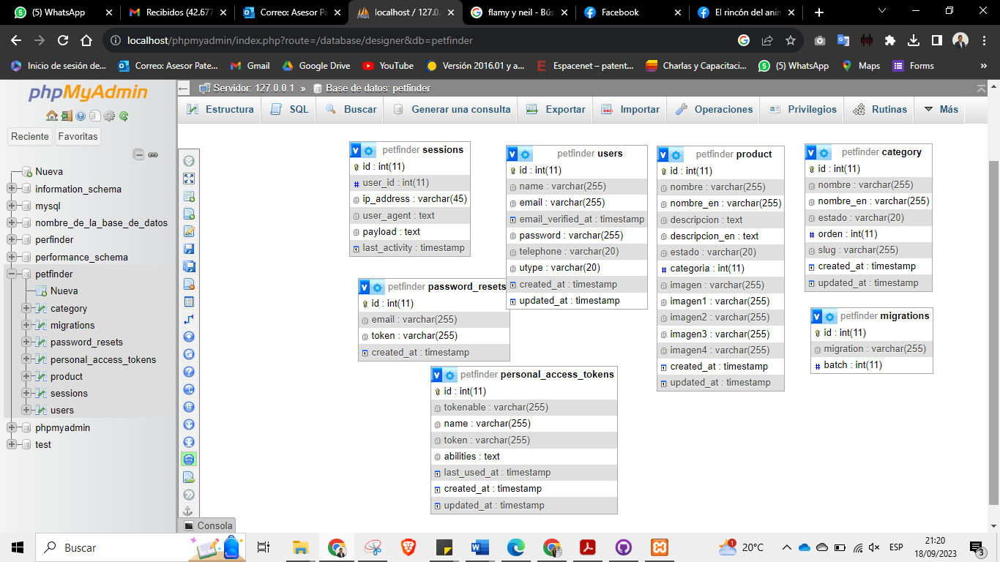 (5) WhatsApp
Recibidos (42.677
Correo: Asesor Pa
localhost / 127.0.
flamy y neil - Bús
Facebook
El rincón del anim
localhost/phpmyadmin/index.php?route=/database/designer&db=petfinder
Inicio de sesión de...
Correo: Asesor Pate...
Gmail
Google Drive
YouTube
Versión 2016.01 y a...
Espacenet – patent...
Charlas y Capacitaci...
(5) WhatsApp
Maps
Forms
»
phpMyAdmin
Reciente
Favoritas
Nueva
information_schema
mysql
nombre_de_la_base_de_datos
perfinder
performance_schema
petfinder
Nueva
category
migrations
password_resets
personal_access_tokens
product
sessions
users
phpmyadmin
test
Servidor: 127.0.0.1 » Base de datos: petfinder
Estructura
SQL
Buscar
Generar una consulta
Exportar
Importar
Operaciones
Privilegios
Rutinas
Más
petfinder sessions
id : int(11)
user_id : int(11)
ip_address : varchar(45)
user_agent : text
payload : text
last_activity : timestamp
petfinder password_resets
id : int(11)
email : varchar(255)
token : varchar(255)
created_at : timestamp
petfinder personal_access_tokens
id : int(11)
tokenable : varchar(255)
name : varchar(255)
token : varchar(255)
abilities : text
last_used_at : timestamp
created_at : timestamp
updated_at : timestamp
petfinder users
id : int(11)
name : varchar(255)
email : varchar(255)
email_verified_at : timestamp
password : varchar(255)
telephone : varchar(20)
utype : varchar(20)
created_at : timestamp
updated_at : timestamp
petfinder product
id : int(11)
nombre : varchar(255)
nombre_en : varchar(255)
descripcion : text
descripcion_en : text
estado : varchar(20)
categoria : int(11)
imagen : varchar(255)
imagen1 : varchar(255)
imagen2 : varchar(255)
imagen3 : varchar(255)
imagen4 : varchar(255)
created_at : timestamp
updated_at : timestamp
petfinder category
id : int(11)
nombre : varchar(255)
nombre_en : varchar(255)
estado : varchar(20)
orden : int(11)
slug : varchar(255)
created_at : timestamp
updated_at : timestamp
petfinder migrations
id : int(11)
migration : varchar(255)
batch : int(11)
Consola
Buscar
20°C
ESP
21:20
18/09/2023
3